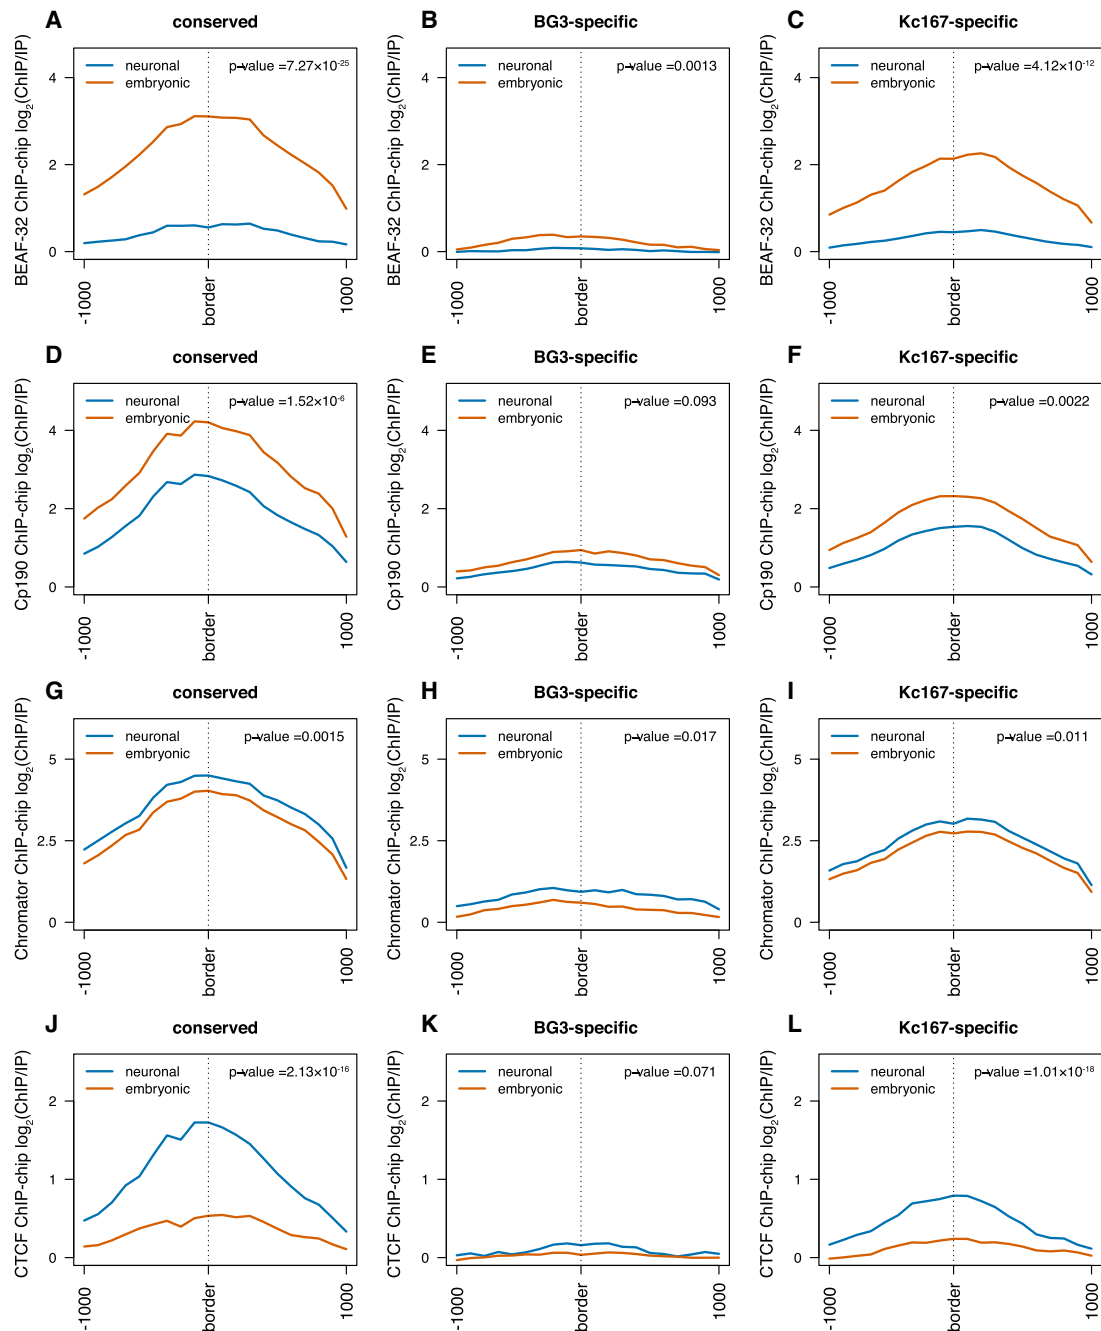 A conserved
BEAF-32 ChIP-chip log2(ChIP/IP)
4
2
0
neuronal
embryonic
p-value =7.27×10-25
-1000
border
1000
B BG3-specific
BEAF-32 ChIP-chip log2(ChIP/IP)
4
2
0
neuronal
embryonic
p-value =0.0013
-1000
border
1000
C Kc167-specific
BEAF-32 ChIP-chip log2(ChIP/IP)
4
2
0
neuronal
embryonic
p-value =4.12×10-12
-1000
border
1000
D conserved
Cp190 ChIP-chip log2(ChIP/IP)
4
2
0
neuronal
embryonic
p-value =1.52×10-6
-1000
border
1000
E BG3-specific
Cp190 ChIP-chip log2(ChIP/IP)
4
2
0
neuronal
embryonic
p-value =0.093
-1000
border
1000
F Kc167-specific
Cp190 ChIP-chip log2(ChIP/IP)
4
2
0
neuronal
embryonic
p-value =0.0022
-1000
border
1000
G conserved
Chromator ChIP-chip log2(ChIP/IP)
5
2.5
0
neuronal
embryonic
p-value =0.0015
-1000
border
1000
H BG3-specific
Chromator ChIP-chip log2(ChIP/IP)
5
2.5
0
neuronal
embryonic
p-value =0.017
-1000
border
1000
I Kc167-specific
Chromator ChIP-chip log2(ChIP/IP)
5
2.5
0
neuronal
embryonic
p-value =0.011
-1000
border
1000
J conserved
CTCF ChIP-chip log2(ChIP/IP)
2
1
0
neuronal
embryonic
p-value =2.13×10-16
-1000
border
1000
K BG3-specific
CTCF ChIP-chip log2(ChIP/IP)
2
1
0
neuronal
embryonic
p-value =0.071
-1000
border
1000
L Kc167-specific
CTCF ChIP-chip log2(ChIP/IP)
2
1
0
neuronal
embryonic
p-value =1.01×10-18
-1000
border
1000